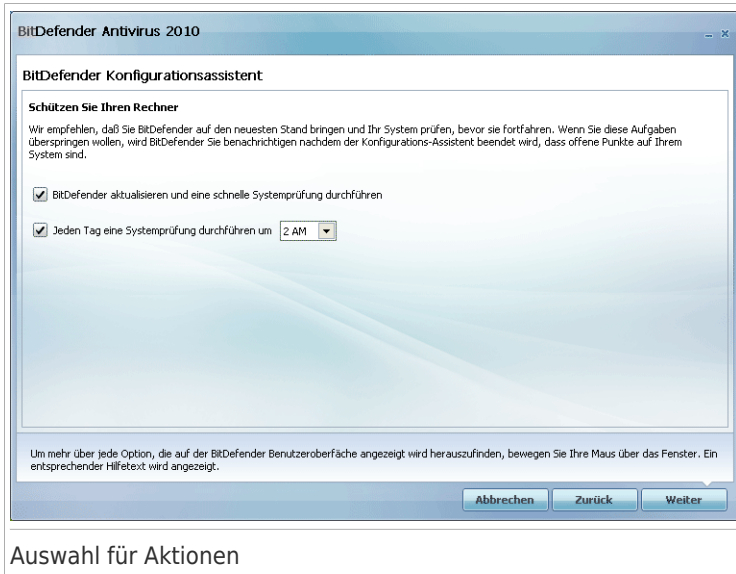 BitDefender Antivirus 2010
BitDefender Konfigurationsassistent
Schützen Sie Ihren Rechner
Wir empfehlen, daß Sie BitDefender auf den neuesten Stand bringen und Ihr System prüfen, bevor sie fortfahren. Wenn Sie diese Aufgaben
überspringen wollen, wird BitDefender Sie benachrichtigen nachdem der Konfigurations-Assistent beendet wird, dass offene Punkte auf Ihrem
System sind.
BitDefender aktualisieren und eine schnelle Systemprüfung durchführen
Jeden Tag eine Systemprüfung durchführen um 2 AM
Um mehr über jede Option, die auf der BitDefender Benutzeroberfäche angezeigt wird herauszufinden, bewegen Sie Ihre Maus über das Fenster. Ein
entsprechender Hilfetext wird angezeigt.
Abbrechen Zurück Weiter
Auswahl für Aktionen